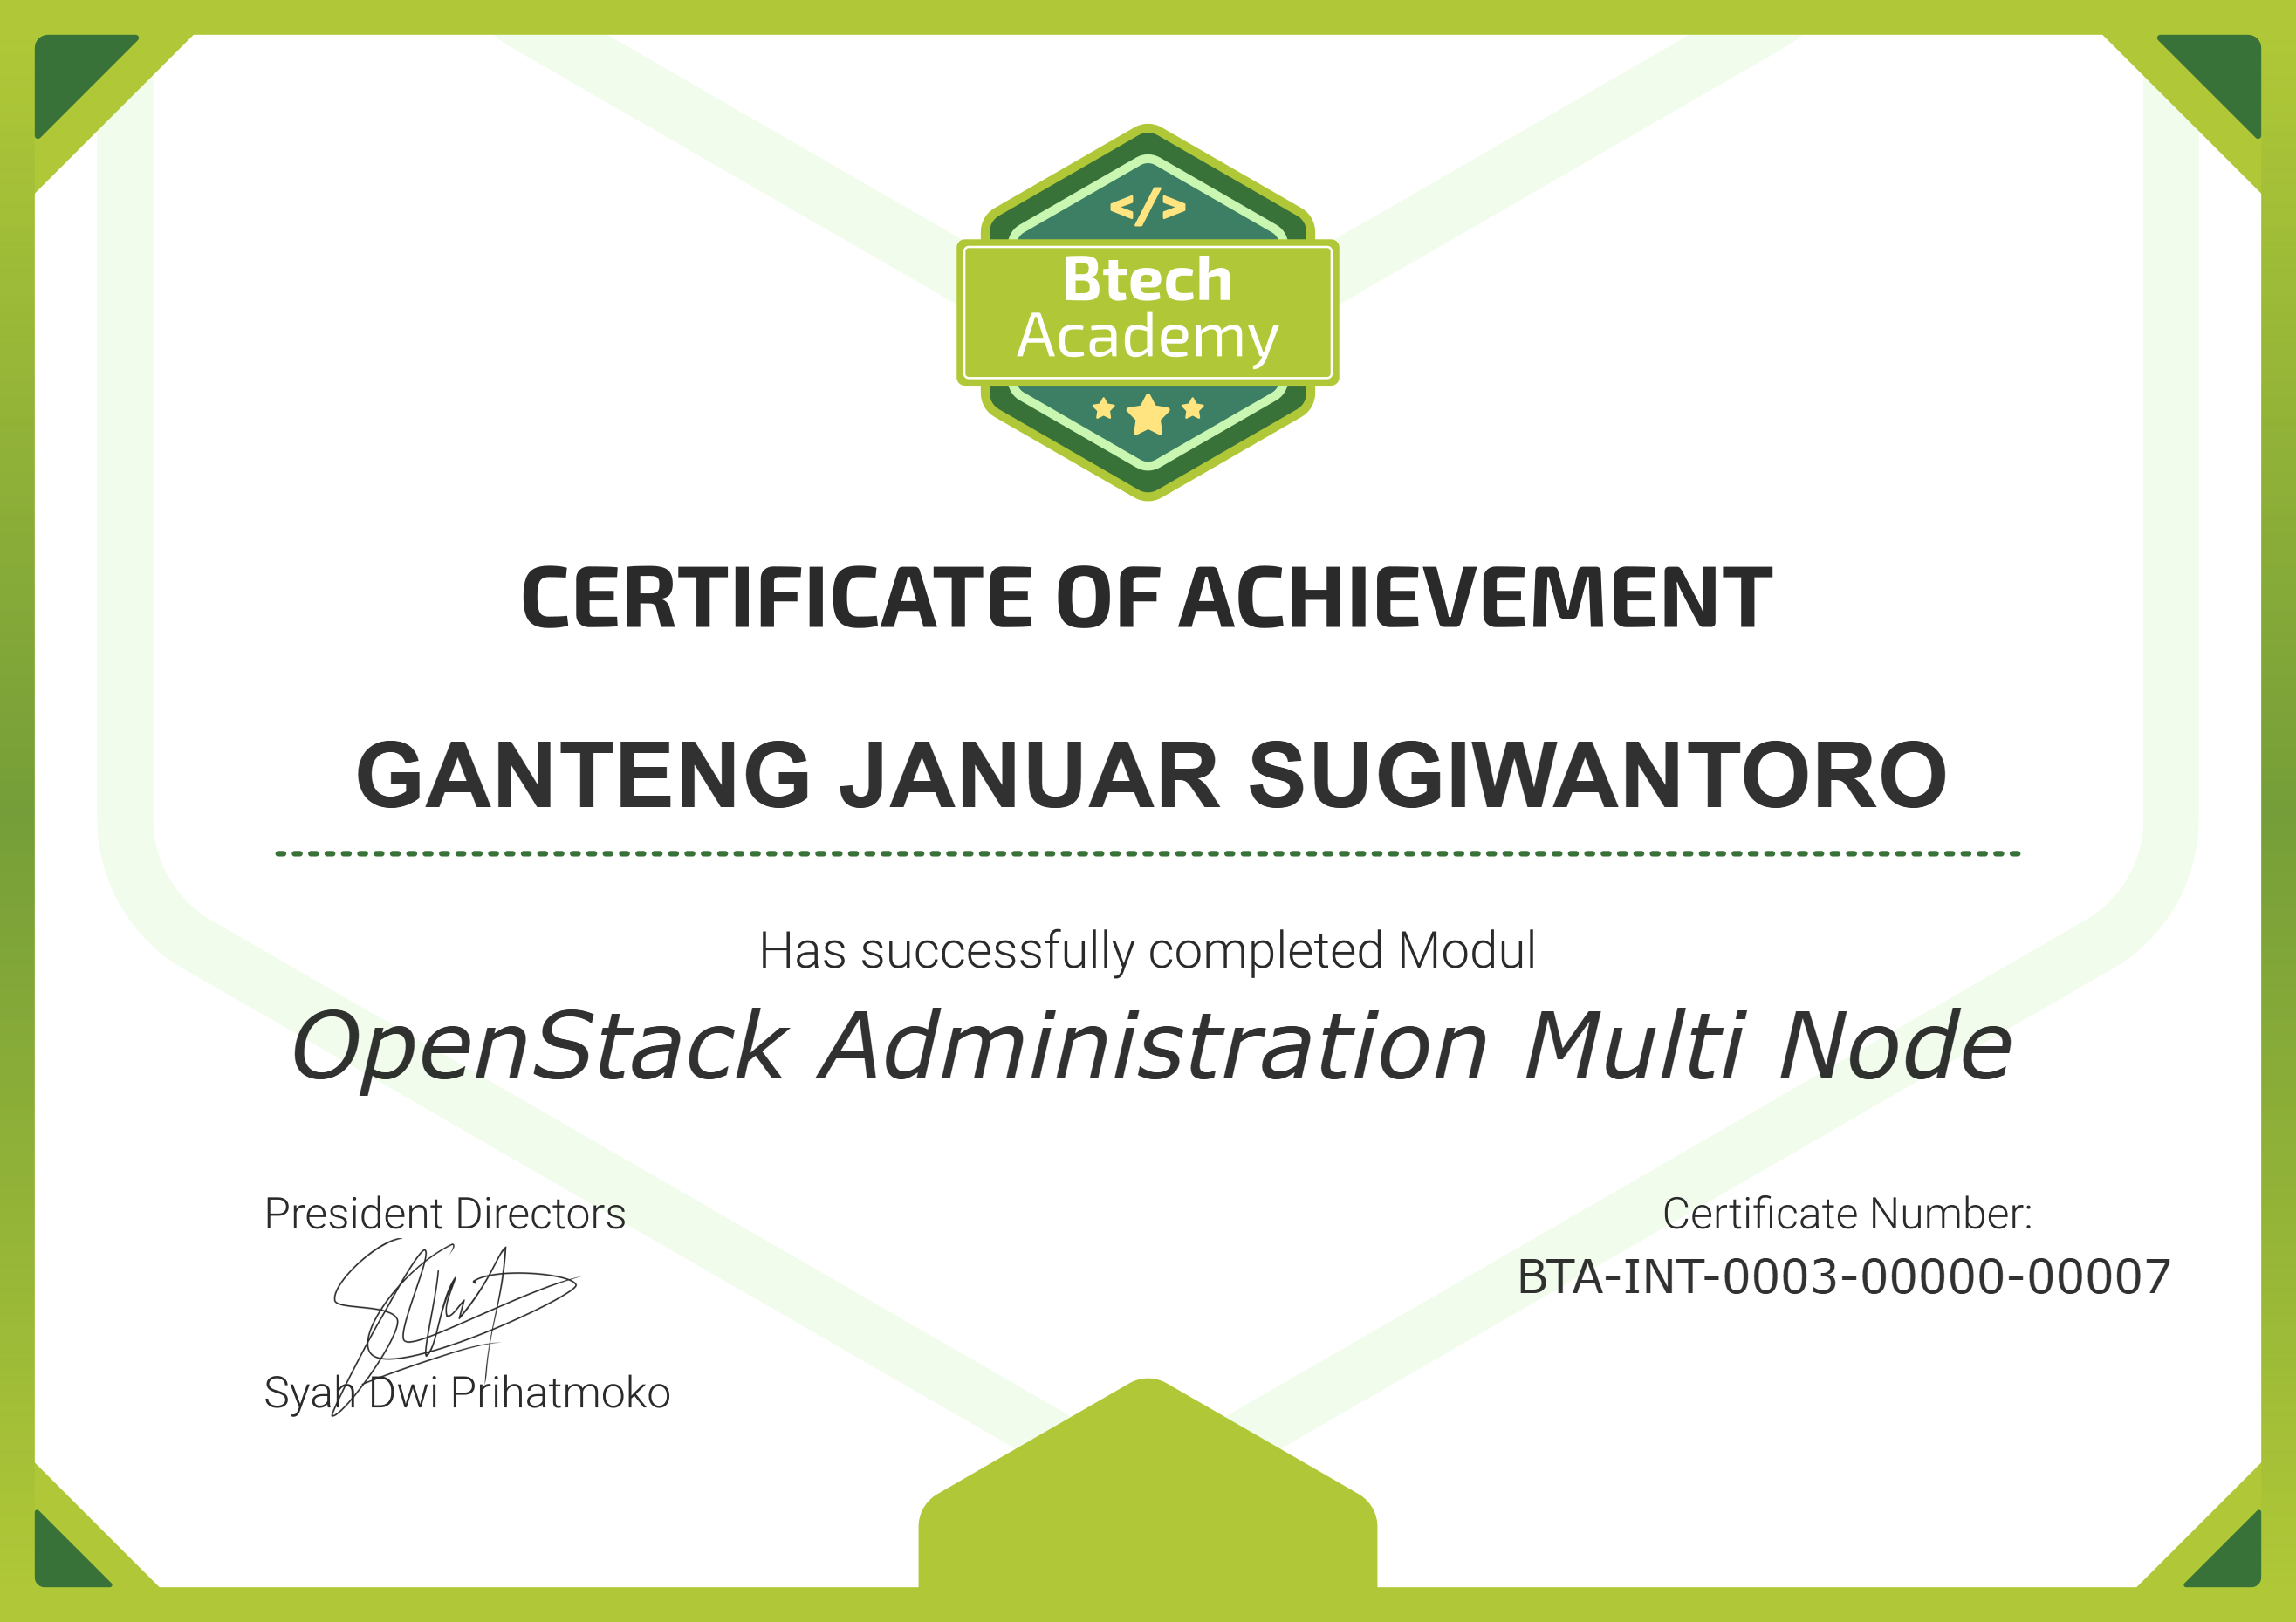 </>
Btech
Academy
CERTIFICATE OF ACHIEVEMENT
GANTENG JANUAR SUGIWANTORO
Has successfully completed Modul
OpenStack Administration Multi Node
President Directors
Syah Dwi Prihatmoko
Certificate Number:
BTA-INT-0003-00000-00007